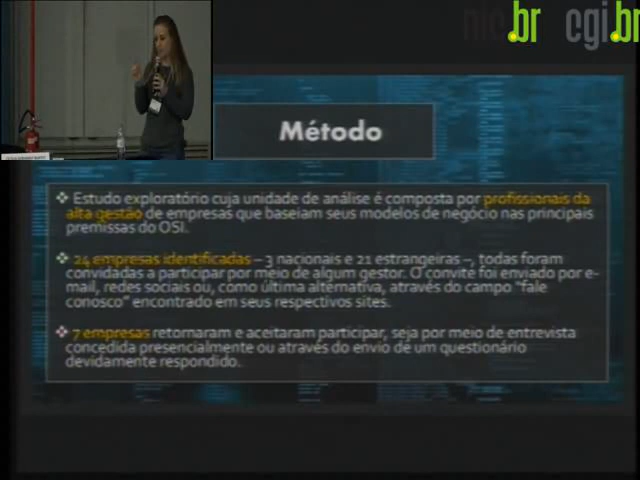 nic.br cgi.br
Método
❖ Estudo exploratório cuja unidade de análise é composta por profissionais da
alta gestão de empresas que baseiam seus modelos de negócio nas principais
premissas do OSI.
❖ 24 empresas identificadas – 3 nacionais e 21 estrangeiras –, todas foram
convidadas a participar por meio de algum gestor. O convite foi enviado por e-
mail, redes sociais ou, como última alternativa, através do campo "fale
conosco" encontrado em seus respectivos sites.
❖ 7 empresas retornaram e aceitaram participar, seja por meio de entrevista
concedida presencialmente ou através do envio de um questionário
devidamente respondido.